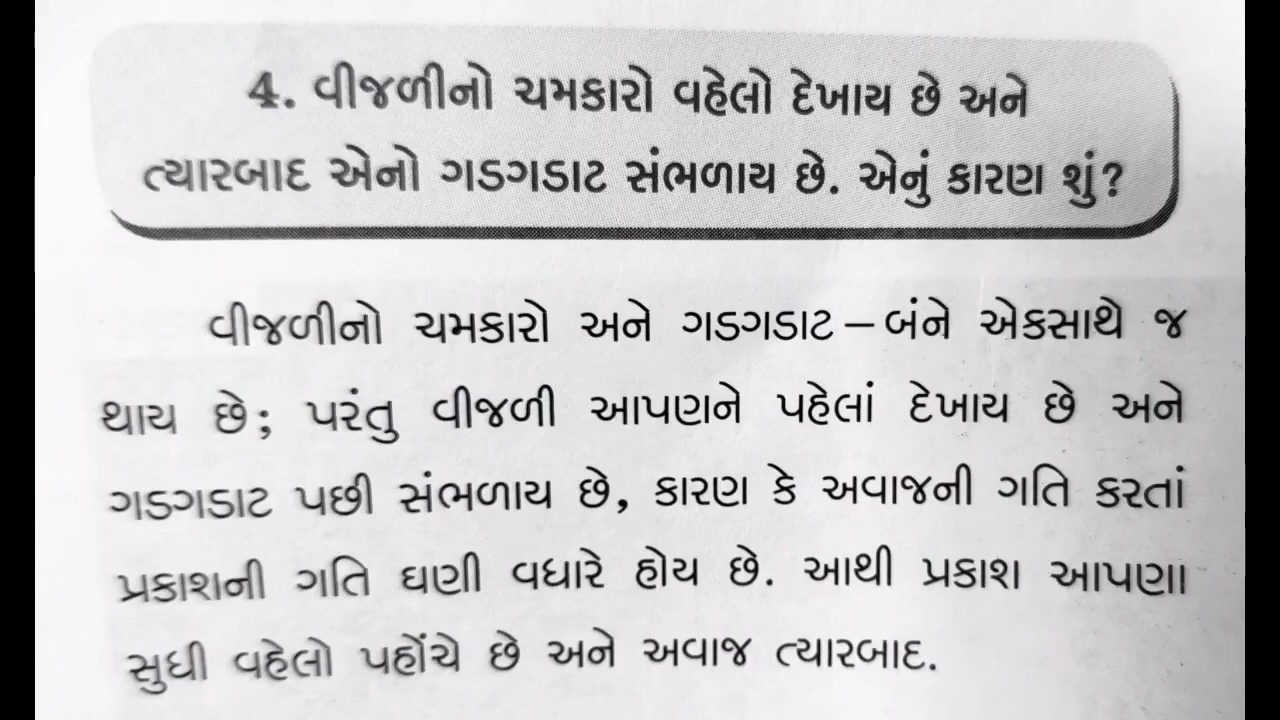 4. વીજળીનો ચમકારો વહેલો દેખાય છે અને
ત્યારબાદ એનો ગડગડાટ સંભળાય છે. એનું કારણ શું?
વીજળીનો ચમકારો અને ગડગડાટ – બંને એકસાથે જ
થાય છે; પરંતુ વીજળી આપણને પહેલાં દેખાય છે અને
ગડગડાટ પછી સંભળાય છે, કારણ કે અવાજની ગતિ કરતાં
પ્રકાશની ગતિ ઘણી વધારે હોય છે. આથી પ્રકાશ આપણા
સુધી વહેલો પહોંચે છે અને અવાજ ત્યારબાદ.